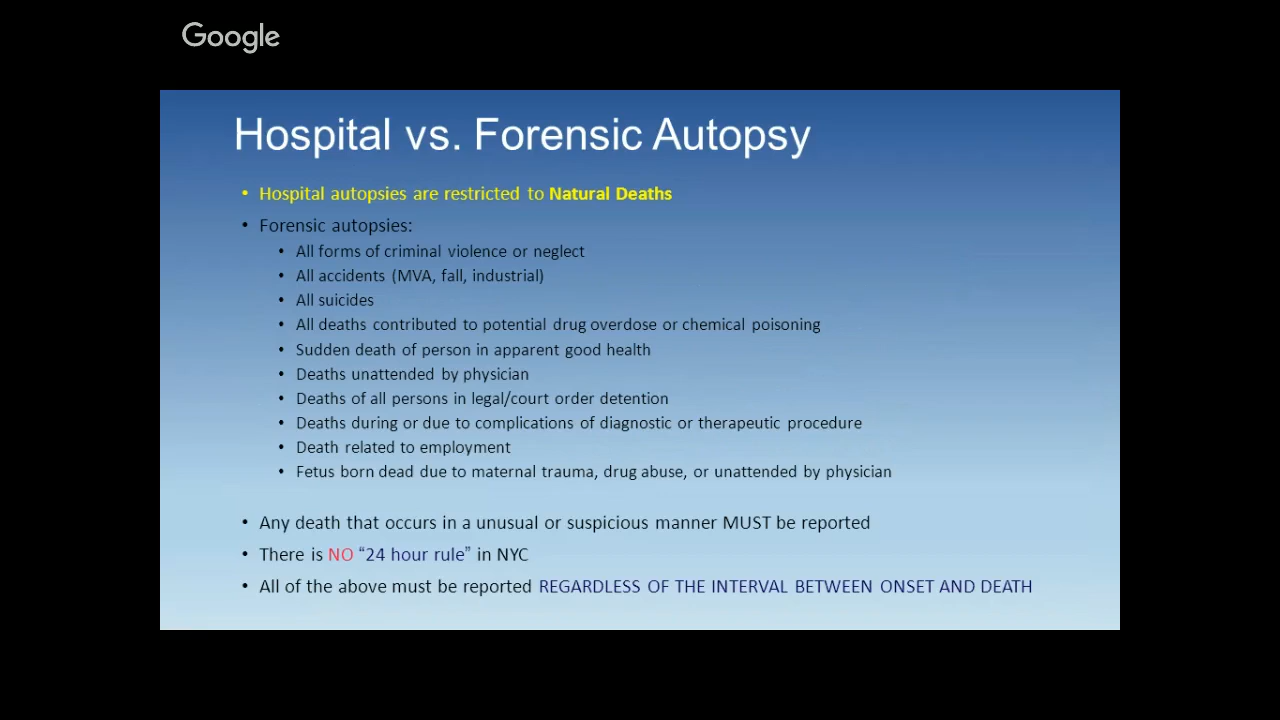 Google
Hospital vs. Forensic Autopsy
• Hospital autopsies are restricted to Natural Deaths
• Forensic autopsies:
• All forms of criminal violence or neglect
• All accidents (MVA, fall, industrial)
• All suicides
• All deaths contributed to potential drug overdose or chemical poisoning
• Sudden death of person in apparent good health
• Deaths unattended by physician
• Deaths of all persons in legal/court order detention
• Deaths during or due to complications of diagnostic or therapeutic procedure
• Death related to employment
• Fetus born dead due to maternal trauma, drug abuse, or unattended by physician
• Any death that occurs in a unusual or suspicious manner MUST be reported
• There is NO “24 hour rule” in NYC
• All of the above must be reported REGARDLESS OF THE INTERVAL BETWEEN ONSET AND DEATH